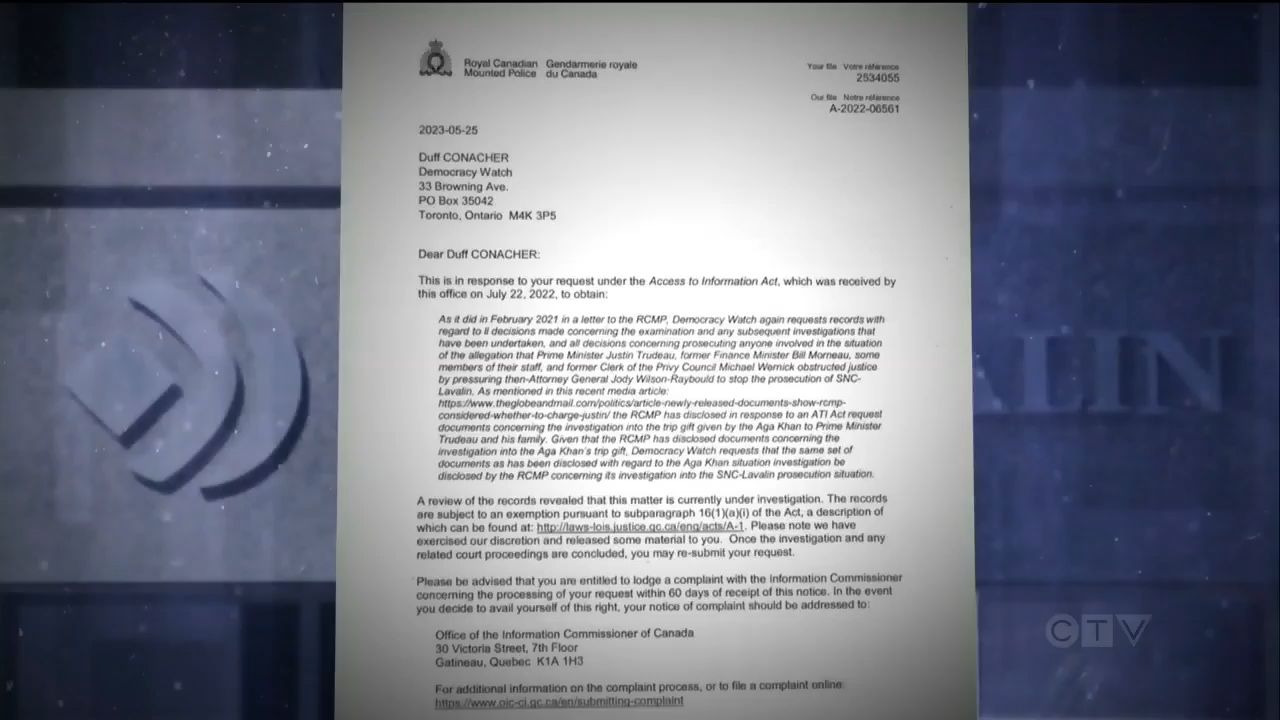 Royal Canadian Gendarmerie royale
Mounted Police du Canada
Your file Votre référence
2534055
Our file Notre référence
A-2022-06561
2023-05-25
Duff CONACHER
Democracy Watch
33 Browning Ave.
PO Box 35042
Toronto, Ontario M4K 3P5
Dear Duff CONACHER:
This is in response to your request under the Access to Information Act, which was received by
this office on July 22, 2022, to obtain:
As it did in February 2021 in a letter to the RCMP, Democracy Watch again requests records with
regard to ll decisions made concerning the examination and any subsequent investigations that
have been undertaken, and all decisions concerning prosecuting anyone involved in the situation
of the allegation that Prime Minister Justin Trudeau, former Finance Minister Bill Morneau, some
members of their staff, and former Clerk of the Privy Council Michael Wernick obstructed justice
by pressuring then-Attorney General Jody Wilson-Raybould to stop the prosecution of SNC-
Lavalin. As mentioned in this recent media article:
https://www.theglobeandmail.com/politics/article-newly-released-documents-show-rcmp-
considered-whether-to-charge-justin/ the RCMP has disclosed in response to an ATI Act request
documents concerning the investigation into the trip gift given by the Aga Khan to Prime Minister
Trudeau and his family. Given that the RCMP has disclosed documents concerning the
investigation into the Aga Khan's trip gift, Democracy Watch requests that the same set of
documents as has been disclosed with regard to the Aga Khan situation investigation be
disclosed by the RCMP concerning its investigation into the SNC-Lavalin prosecution situation.
A review of the records revealed that this matter is currently under investigation. The records
are subject to an exemption pursuant to subparagraph 16(1)(a)(i) of the Act, a description of
which can be found at: http://laws-lois.justice.gc.ca/eng/acts/A-1. Please note we have
exercised our discretion and released some material to you. Once the investigation and any
related court proceedings are concluded, you may re-submit your request.
Please be advised that you are entitled to lodge a complaint with the Information Commissioner
concerning the processing of your request within 60 days of receipt of this notice. In the event
you decide to avail yourself of this right, your notice of complaint should be addressed to:
Office of the Information Commissioner of Canada
30 Victoria Street, 7th Floor
Gatineau, Quebec K1A 1H3
For additional information on the complaint process, or to file a complaint online:
https://www.oic-ci.gc.ca/en/submitting-complaint
ALIN
CTV